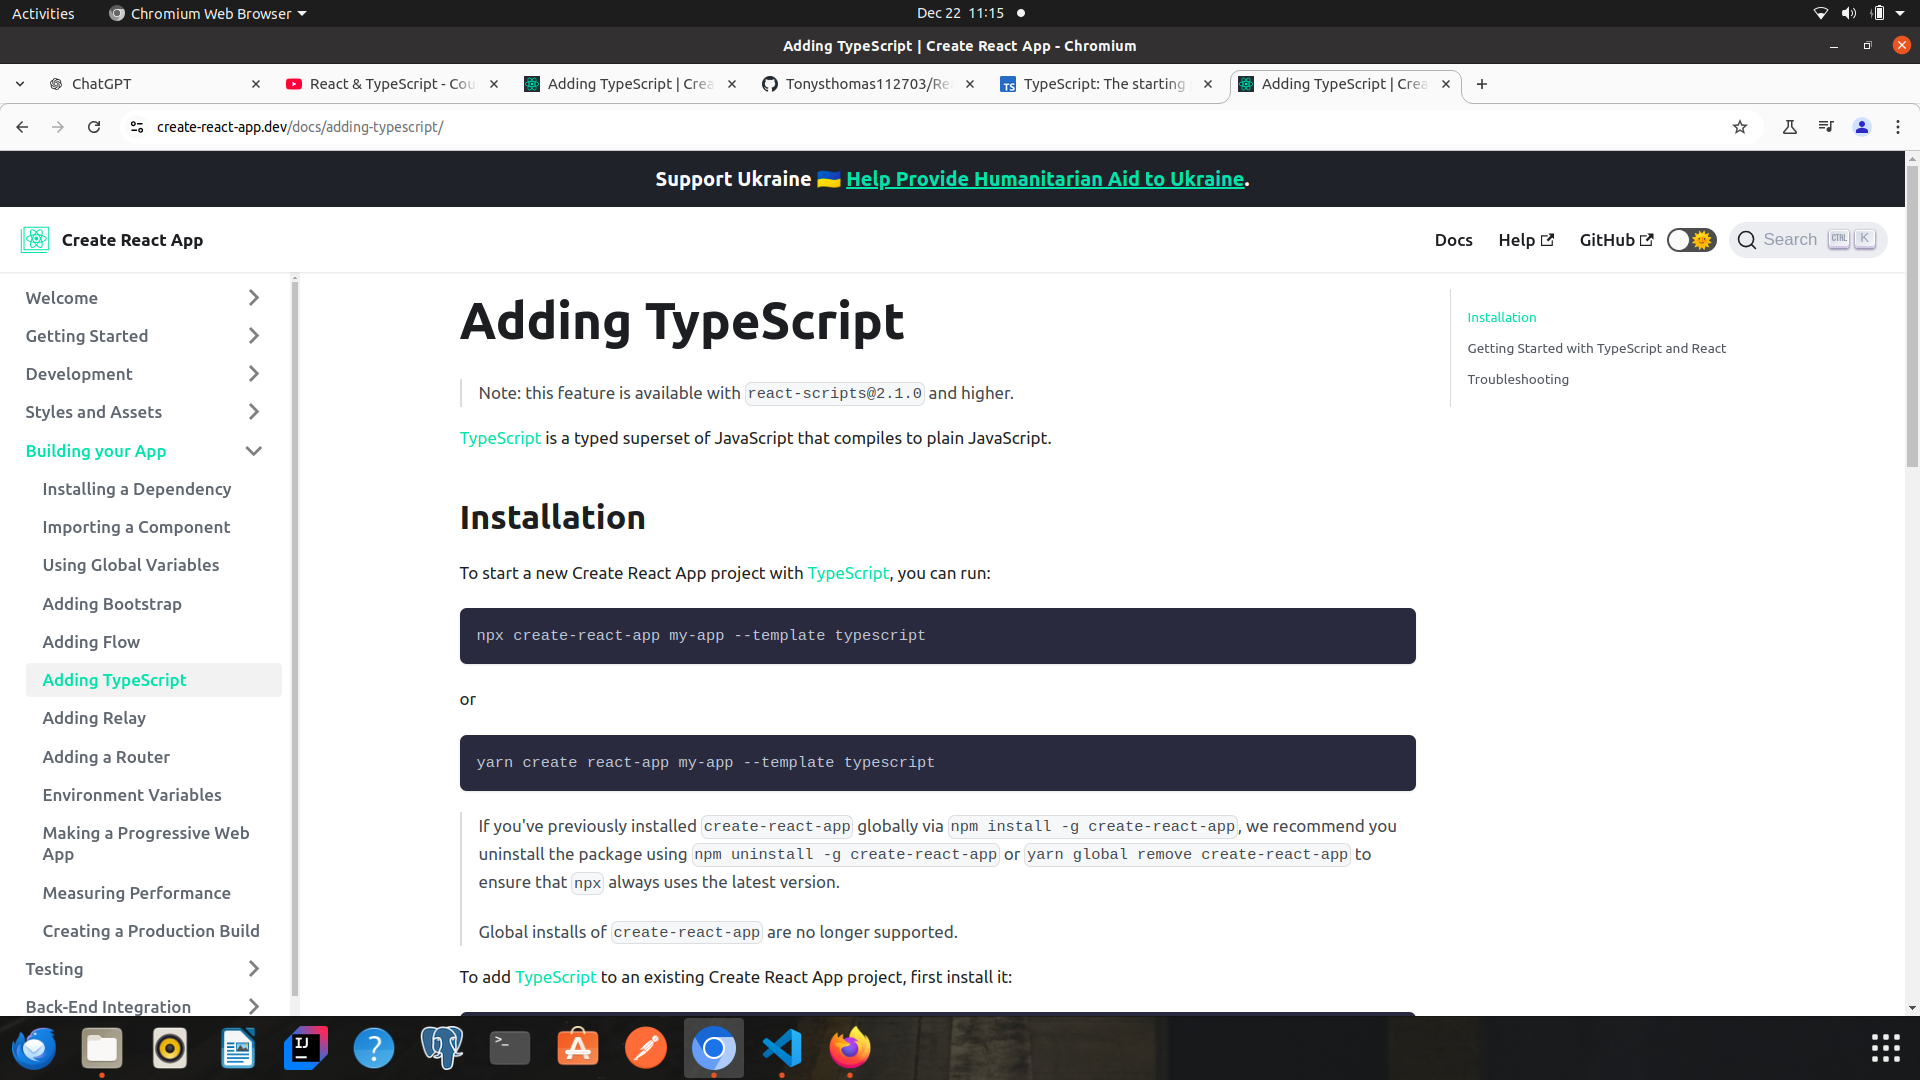 Activities
Chromium Web Browser
Dec 22 11:15
Adding TypeScript | Create React App - Chromium
ChatGPT
React & TypeScript - Cou
Adding TypeScript | Crea
Tonysthomas112703/Re
TypeScript: The starting
Adding TypeScript | Crea
create-react-app.dev/docs/adding-typescript/
Support Ukraine 🇺🇦 Help Provide Humanitarian Aid to Ukraine.
Create React App
Docs
Help
GitHub
Search
CTRL
K
Welcome
Getting Started
Development
Styles and Assets
Building your App
Installing a Dependency
Importing a Component
Using Global Variables
Adding Bootstrap
Adding Flow
Adding TypeScript
Adding Relay
Adding a Router
Environment Variables
Making a Progressive Web
App
Measuring Performance
Creating a Production Build
Testing
Back-End Integration
Adding TypeScript
Note: this feature is available with react-scripts@2.1.0 and higher.
TypeScript is a typed superset of JavaScript that compiles to plain JavaScript.
Installation
To start a new Create React App project with TypeScript, you can run:
npx create-react-app my-app --template typescript
or
yarn create react-app my-app --template typescript
If you've previously installed create-react-app globally via npm install -g create-react-app, we recommend you
uninstall the package using npm uninstall -g create-react-app or yarn global remove create-react-app to
ensure that npx always uses the latest version.
Global installs of create-react-app are no longer supported.
To add TypeScript to an existing Create React App project, first install it:
Installation
Getting Started with TypeScript and React
Troubleshooting
TS
IJ
?
>_